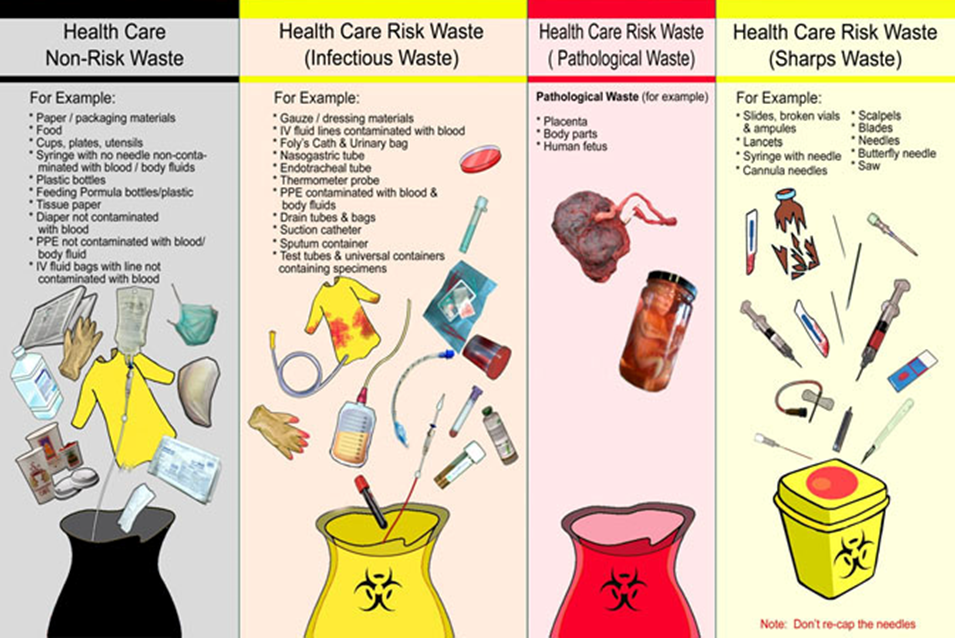 Health Care
Non-Risk Waste
For Example:
* Paper / packaging materials
* Food
* Cups, plates, utensils
* Syringe with no needle non-conta-
minated with blood / body fluids
* Plastic bottles
* Feeding Formula bottles/plastic
* Tissue paper
* Diaper not contaminated
with blood
* PPE not contaminated with blood/
body fluid
* IV fluid bags with line not
contaminated with blood
Health Care Risk Waste
(Infectious Waste)
For Example:
* Gauze / dressing materials
* IV fluid lines contaminated with blood
* Foly's Cath & Urinary bag
* Nasogastric tube
* Endotracheal tube
* Thermometer probe
* PPE contaminated with blood &
body fluids
* Drain tubes & bags
* Suction catheter
* Sputum container
* Test tubes & universal containers
containing specimens
Health Care Risk Waste
( Pathological Waste)
Pathological Waste (for example)
* Placenta
* Body parts
* Human fetus
Health Care Risk Waste
(Sharps Waste)
For Example:
* Slides, broken vials
& ampules
* Lancets
* Syringe with needle
* Cannula needles
* Scalpels
* Blades
* Needles
* Butterfly needle
* Saw
Note: Don't re-cap the needles